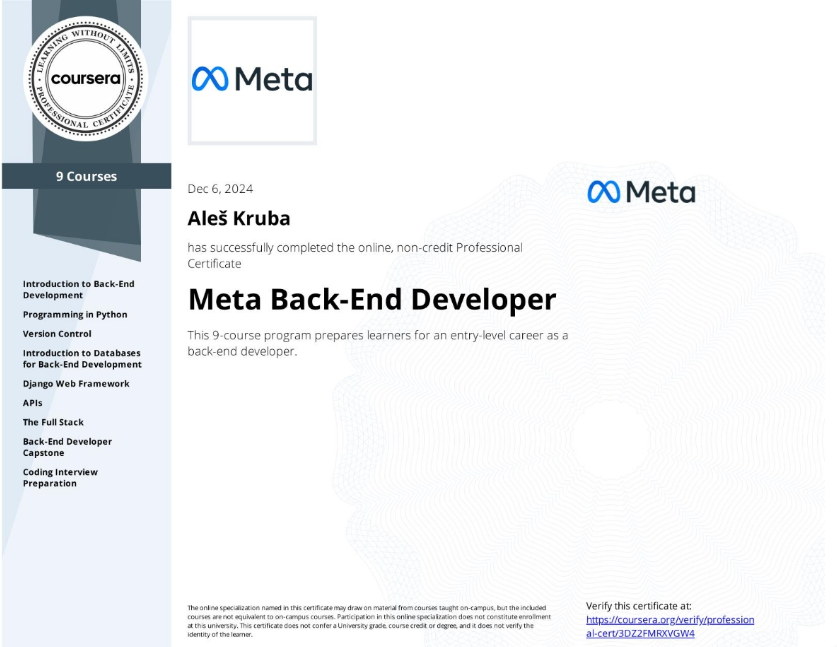 LEARNING WITHOUT LIMITS
coursera
PROFESSIONAL CERTIFICATE
9 Courses
Introduction to Back-End
Development
Programming in Python
Version Control
Introduction to Databases
for Back-End Development
Django Web Framework
APIs
The Full Stack
Back-End Developer
Capstone
Coding Interview
Preparation
Meta
Dec 6, 2024
Aleš Kruba
has successfully completed the online, non-credit Professional
Certificate
Meta Back-End Developer
This 9-course program prepares learners for an entry-level career as a
back-end developer.
Meta
The online specialization named in this certificate may draw on material from courses taught on-campus, but the included
courses are not equivalent to on-campus courses. Participation in this online specialization does not constitute enrollment
at this university. This certificate does not confer a University grade, course credit or degree, and it does not verify the
identity of the learner.
Verify this certificate at:
https://coursera.org/verify/profession
al-cert/3DZ2FMRXVGW4